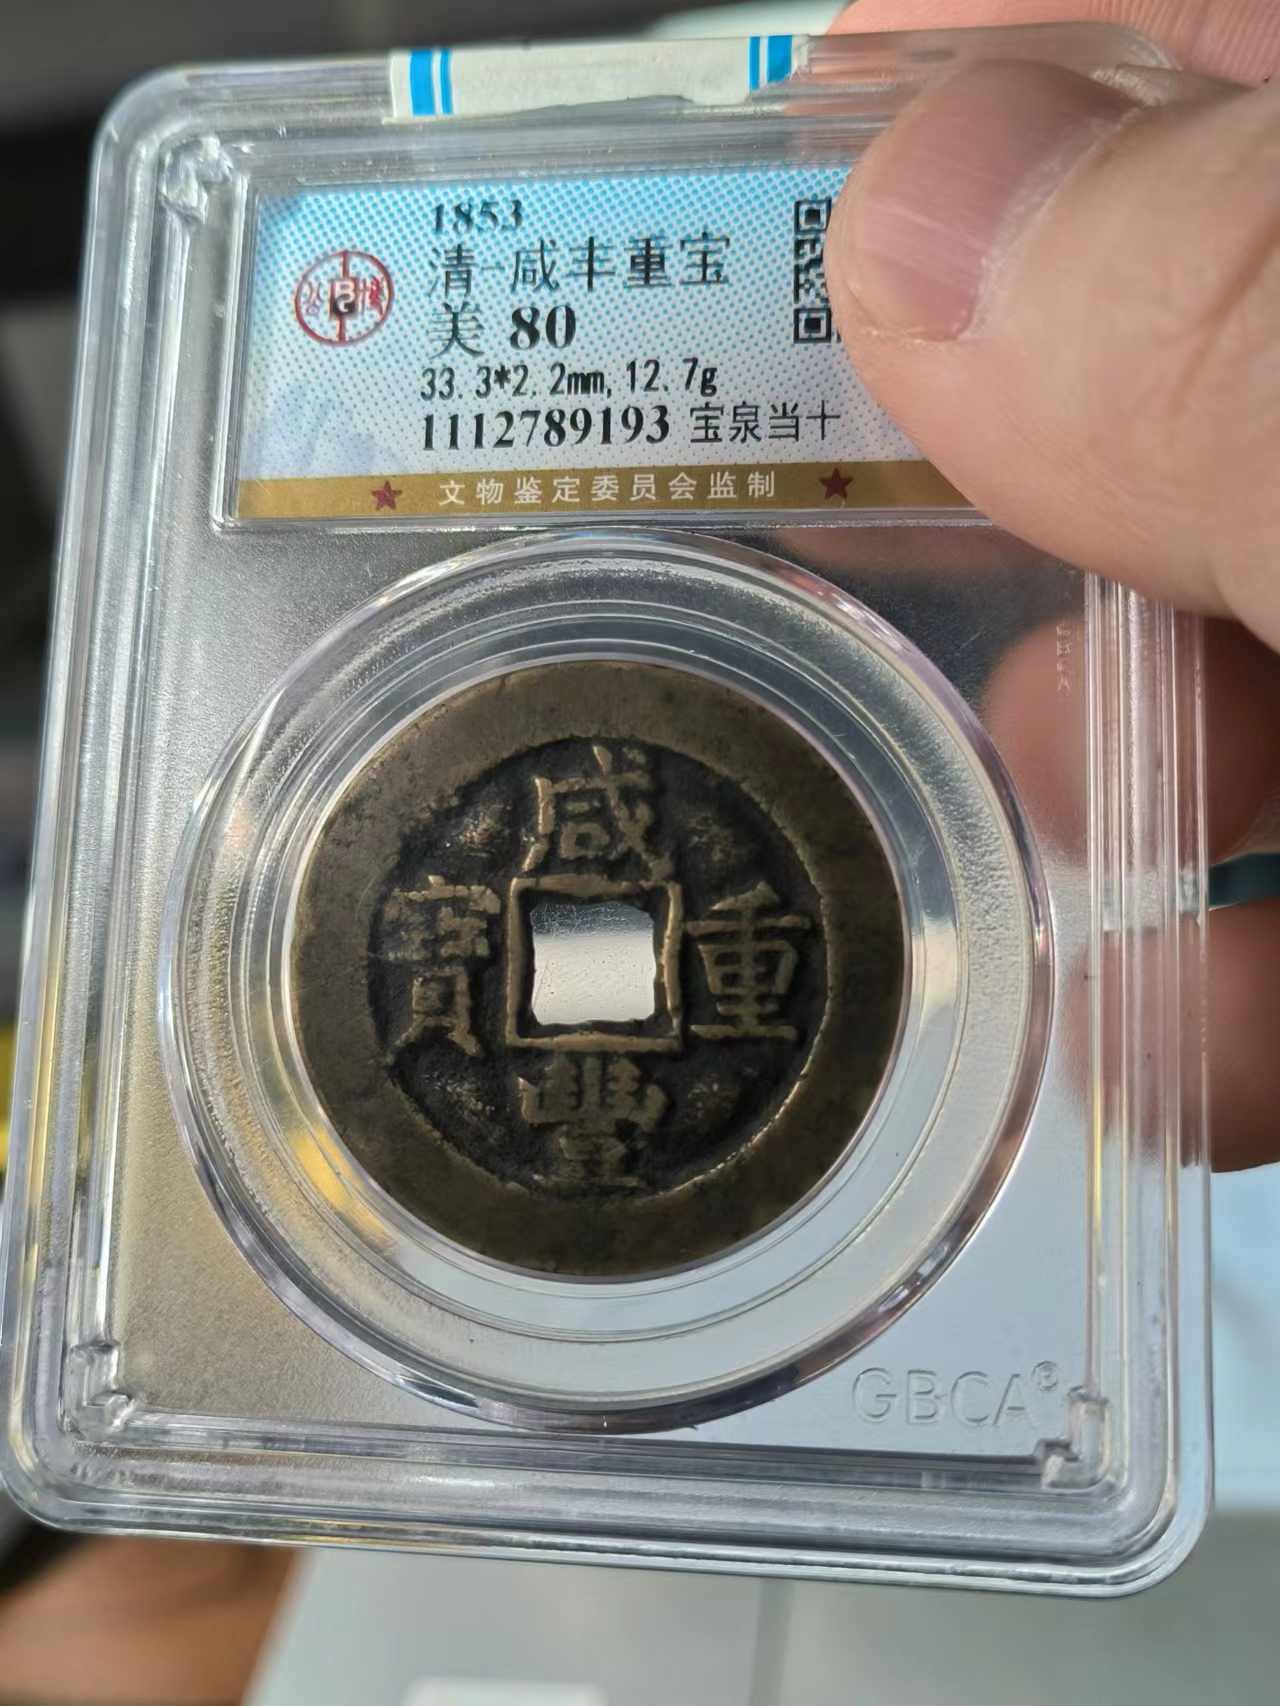 1853
清-咸丰重宝
美 80
33.3*2.2mm, 12.7g
1112789193 宝泉当十
★ 文物鉴定委员会监制 ★
咸
寶 重
豐
GBCA®